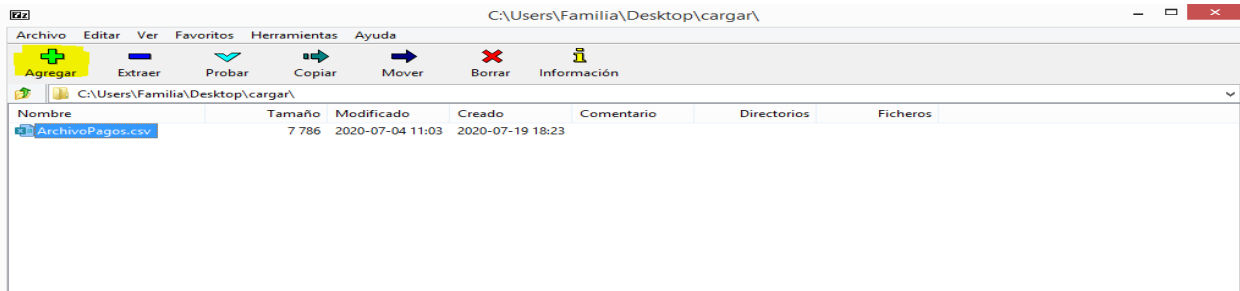 7z C:\Users\Familia\Desktop\cargar\
Archivo Editar Ver Favoritos Herramientas Ayuda
Agregar Extraer Probar Copiar Mover Borrar Información
C:\Users\Familia\Desktop\cargar\
Nombre Tamaño Modificado Creado Comentario Directorios Ficheros
ArchivoPagos.csv 7 786 2020-07-04 11:03 2020-07-19 18:23